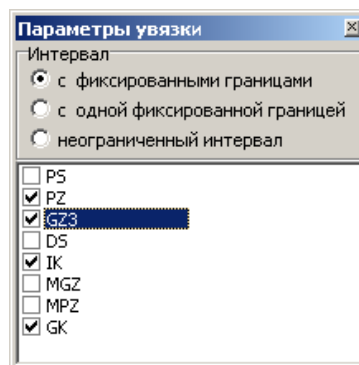 Параметры увязки
Интервал
с фиксированными границами
с одной фиксированной границей
неограниченный интервал
PS
PZ
GZ3
DS
IK
MGZ
MPZ
GK